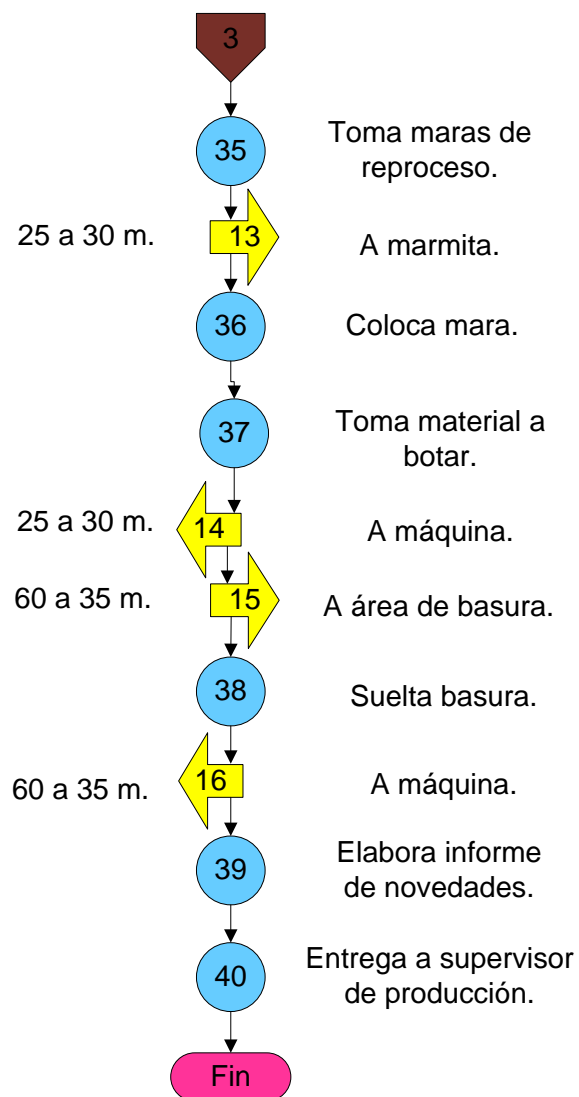 3
35
Toma maras de
reproceso.
25 a 30 m.
13
A marmita.
36
Coloca mara.
37
Toma material a
botar.
25 a 30 m.
14
A máquina.
60 a 35 m.
15
A área de basura.
38
Suelta basura.
60 a 35 m.
16
A máquina.
39
Elabora informe
de novedades.
40
Entrega a supervisor
de producción.
Fin